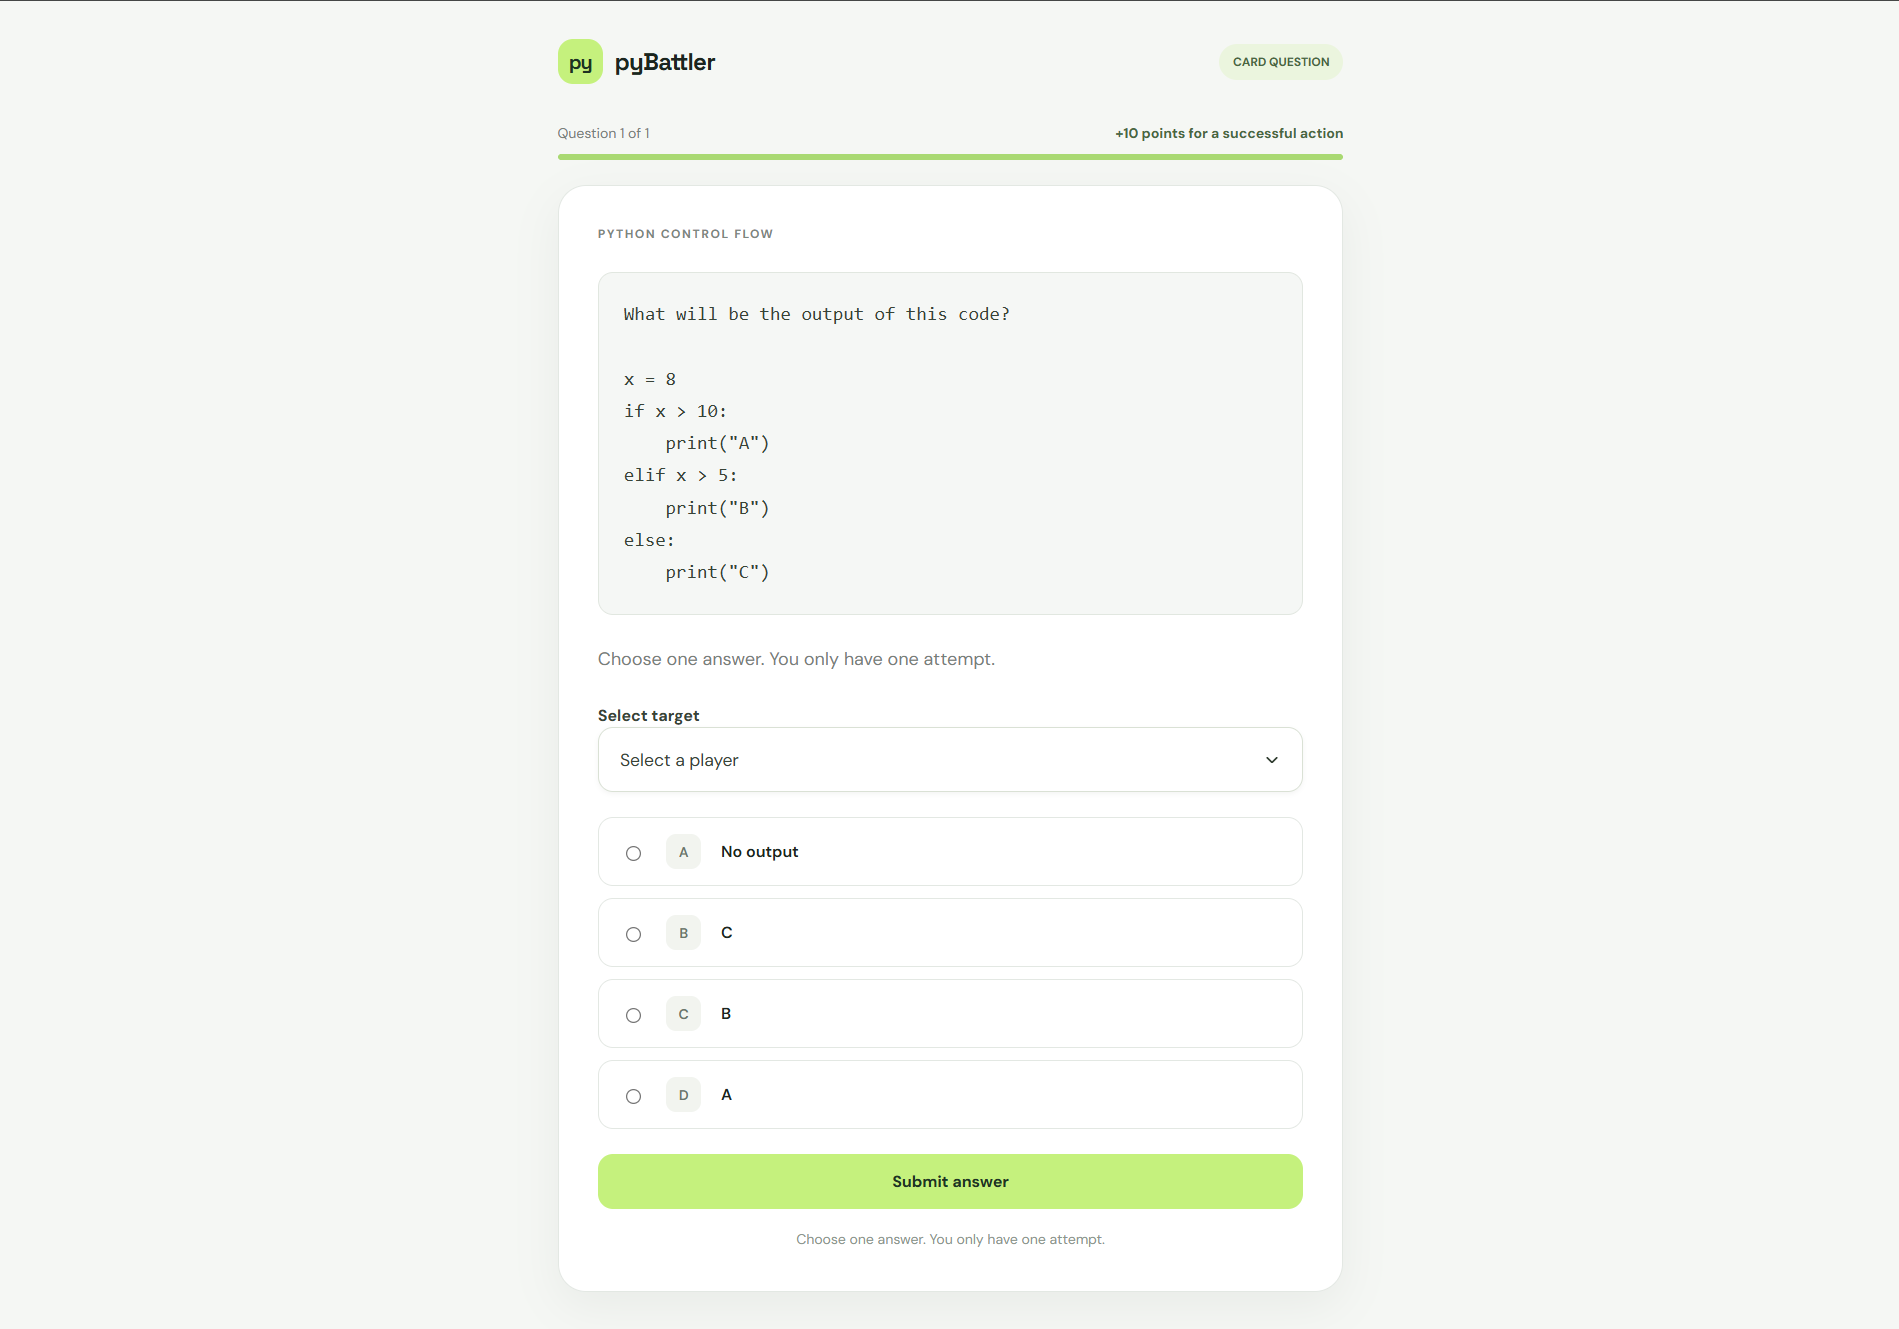 py pyBattler
CARD QUESTION
Question 1 of 1
+10 points for a successful action
PYTHON CONTROL FLOW
What will be the output of this code?
x = 8
if x > 10:
    print("A")
elif x > 5:
    print("B")
else:
    print("C")
Choose one answer. You only have one attempt.
Select target
Select a player
A No output
B C
C B
D A
Submit answer
Choose one answer. You only have one attempt.